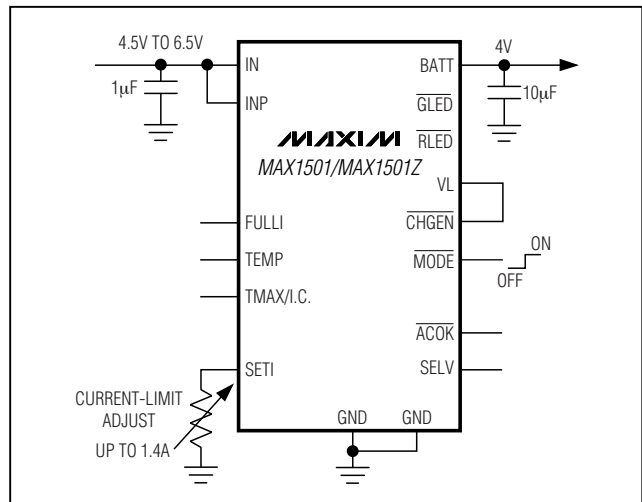 4.5V TO 6.5V
IN
BATT
4V
1µF
INP
GLED
10µF
MAXIM
RLED
MAX1501/MAX1501Z
VL
FULLI
CHGEN
TEMP
MODE
ON
OFF
TMAX/I.C.
ACOK
SETI
SELV
CURRENT-LIMIT
ADJUST
UP TO 1.4A
GND
GND